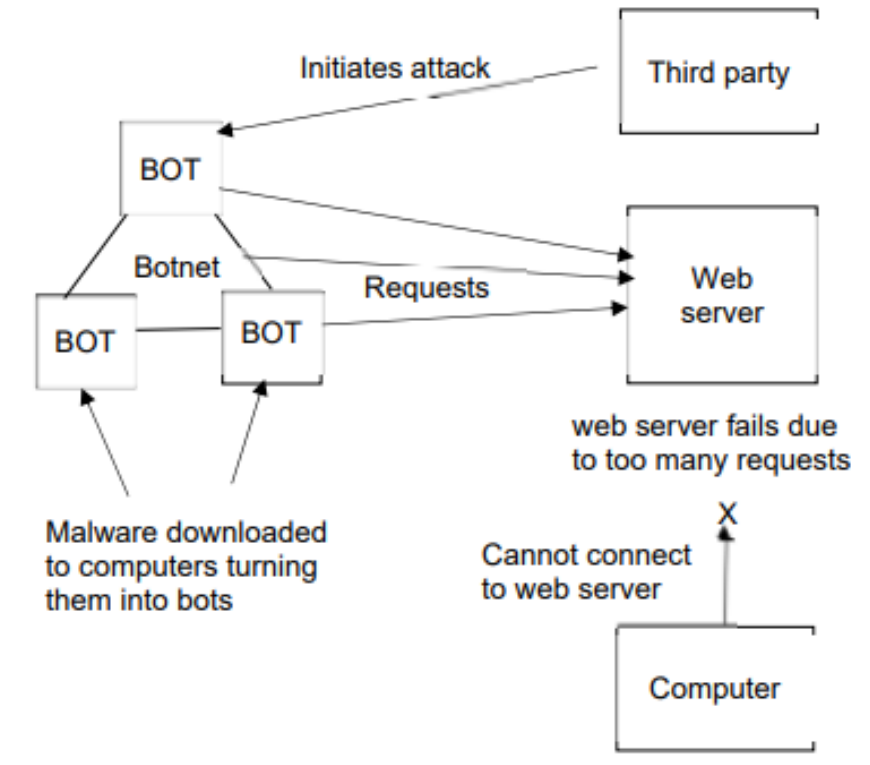 Initiates attack
Third party
BOT
Botnet
Requests
Web
server
BOT
BOT
web server fails due
to too many requests
X
Malware downloaded
to computers turning
them into bots
Cannot connect
to web server
Computer